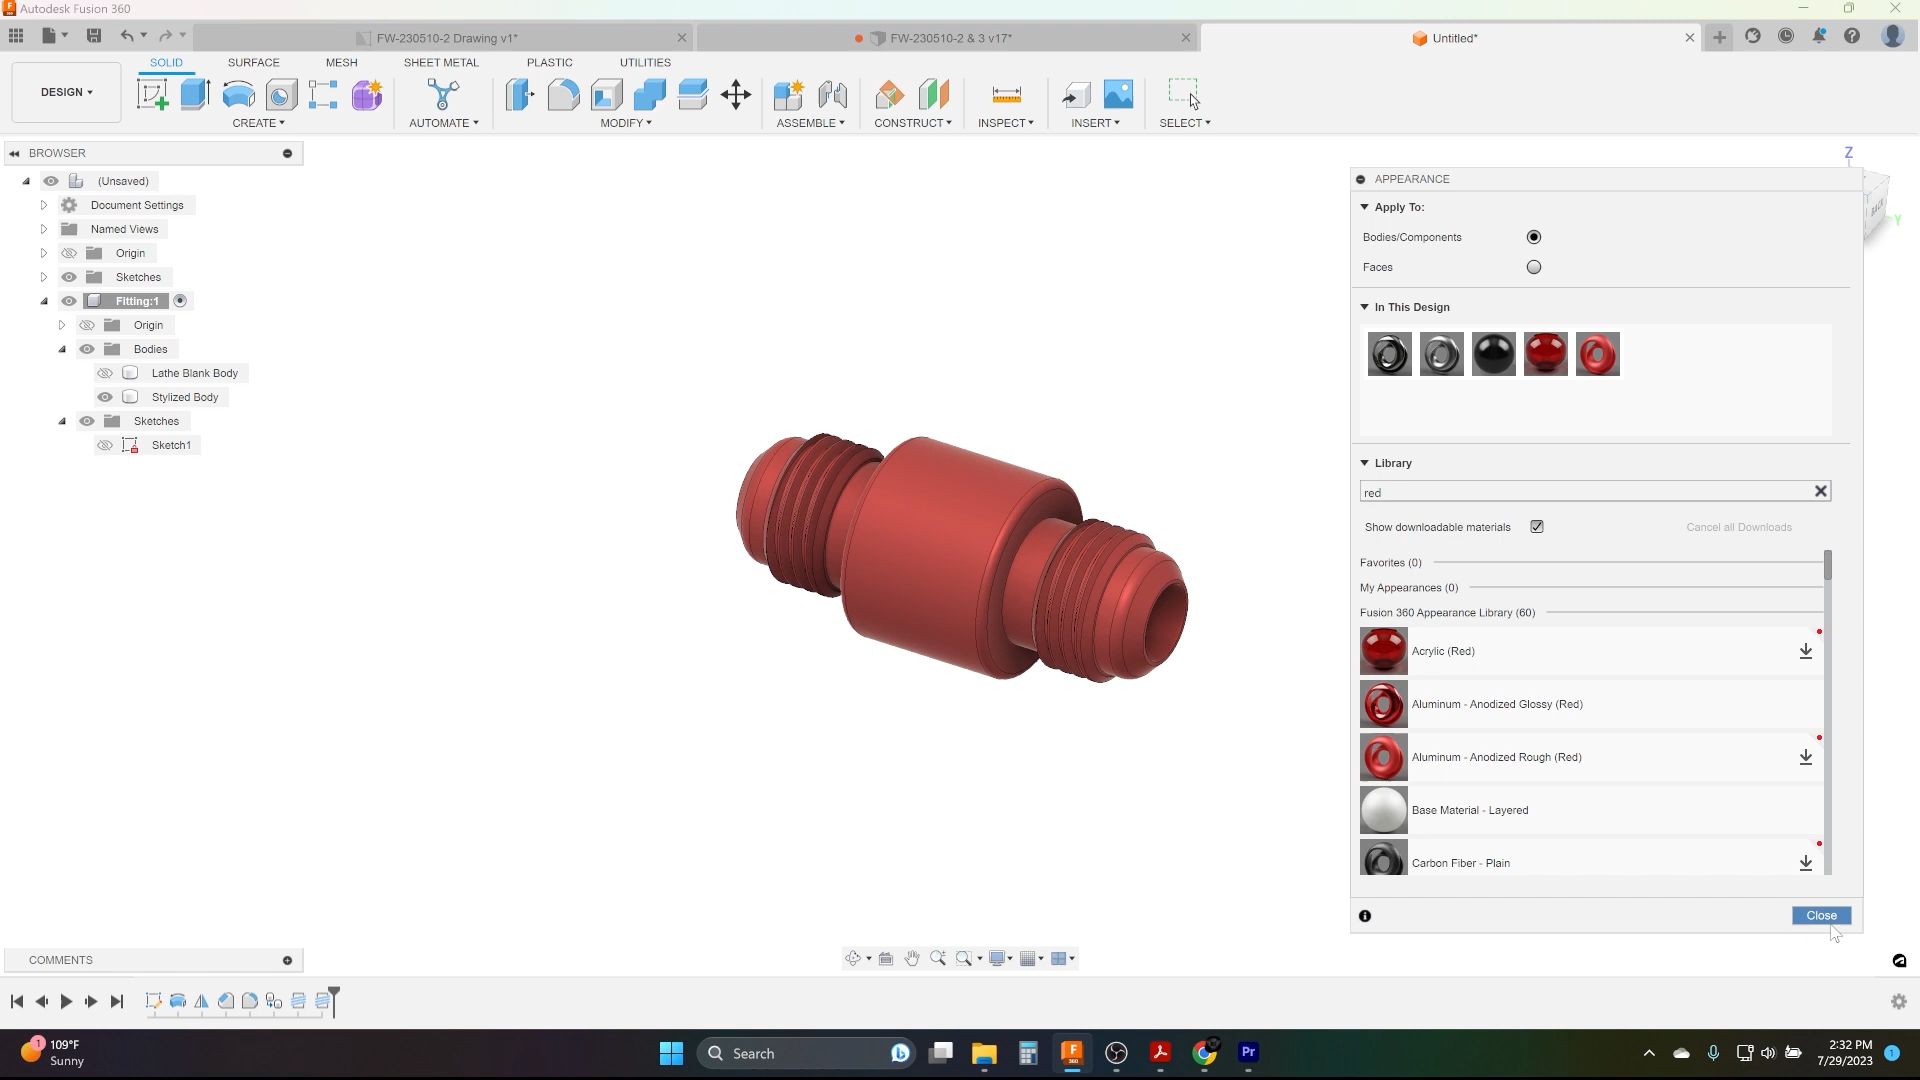 Autodesk Fusion 360
FW-230510-2 Drawing v1*
FW-230510-2 & 3 v17*
Untitled*
SOLID
SURFACE
MESH
SHEET METAL
PLASTIC
UTILITIES
DESIGN
CREATE
AUTOMATE
MODIFY
ASSEMBLE
CONSTRUCT
INSPECT
INSERT
SELECT
BROWSER
(Unsaved)
Document Settings
Named Views
Origin
Sketches
Fitting:1
Origin
Bodies
Lathe Blank Body
Stylized Body
Sketches
Sketch1
Z
BACK
Y
APPEARANCE
Apply To:
Bodies/Components
Faces
In This Design
Library
red
Show downloadable materials
Cancel all Downloads
Favorites (0)
My Appearances (0)
Fusion 360 Appearance Library (60)
Acrylic (Red)
Aluminum - Anodized Glossy (Red)
Aluminum - Anodized Rough (Red)
Base Material - Layered
Carbon Fiber - Plain
Close
COMMENTS
1
109°F
Sunny
Search
F
360
Pr
2:32 PM
7/29/2023
1